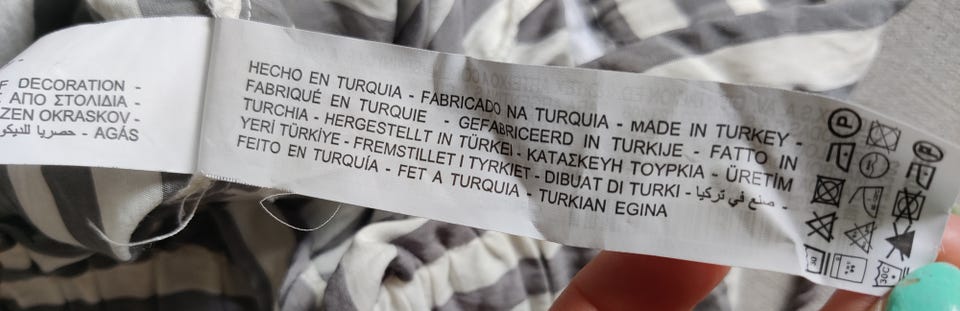 DECORATION -
ΑΠΟ ΣΤΟΛΙΔΙΑ -
ZEN OKRASKOV -
حصريا للديكو - AGÁS
HECHO EN TURQUIA - FABRICADO NA TURQUIA - MADE IN TURKEY -
FABRIQUÉ EN TURQUIE - GEFABRICEERD IN TURKIJE - FATTO IN
TURCHIA - HERGESTELLT IN TÜRKEI - ΚΑΤΑΣΚΕΥΗ ΤΟΥΡΚΙΑ - ÜRETİM
YERİ TÜRKİYE - FREMSTILLET I TYRKIET - DIBUAT DI TURKI - صنع في تركيا -
FEITO EN TURQUÍA - FET A TURQUIA - TURKIAN EGINA
P
30C